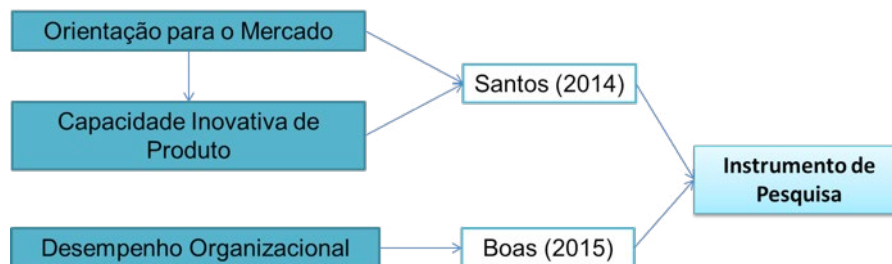 Orientação para o Mercado
Capacidade Inovativa de
Produto
Santos (2014)
Instrumento de
Pesquisa
Desempenho Organizacional
Boas (2015)